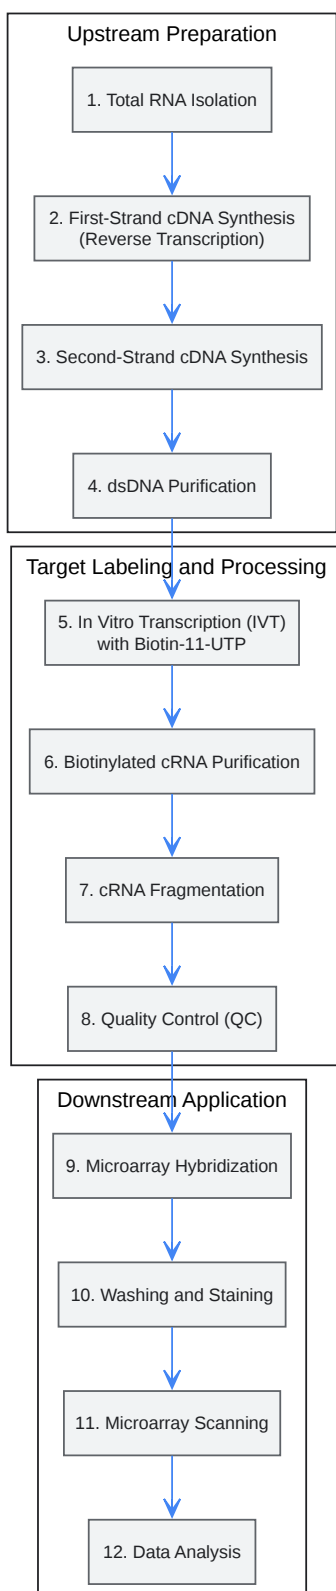 Upstream Preparation
1. Total RNA Isolation
2. First-Strand cDNA Synthesis
(Reverse Transcription)
3. Second-Strand cDNA Synthesis
4. dsDNA Purification
Target Labeling and Processing
5. In Vitro Transcription (IVT)
with Biotin-11-UTP
6. Biotinylated cRNA Purification
7. cRNA Fragmentation
8. Quality Control (QC)
Downstream Application
9. Microarray Hybridization
10. Washing and Staining
11. Microarray Scanning
12. Data Analysis